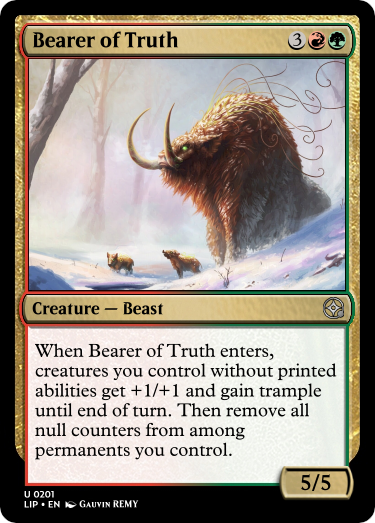 Bearer of Truth 3
Creature — Beast
When Bearer of Truth enters,
creatures you control without printed
abilities get +1/+1 and gain trample
until end of turn. Then remove all
null counters from among
permanents you control.
5/5
U 0201
LIP • EN Gauvin REMY